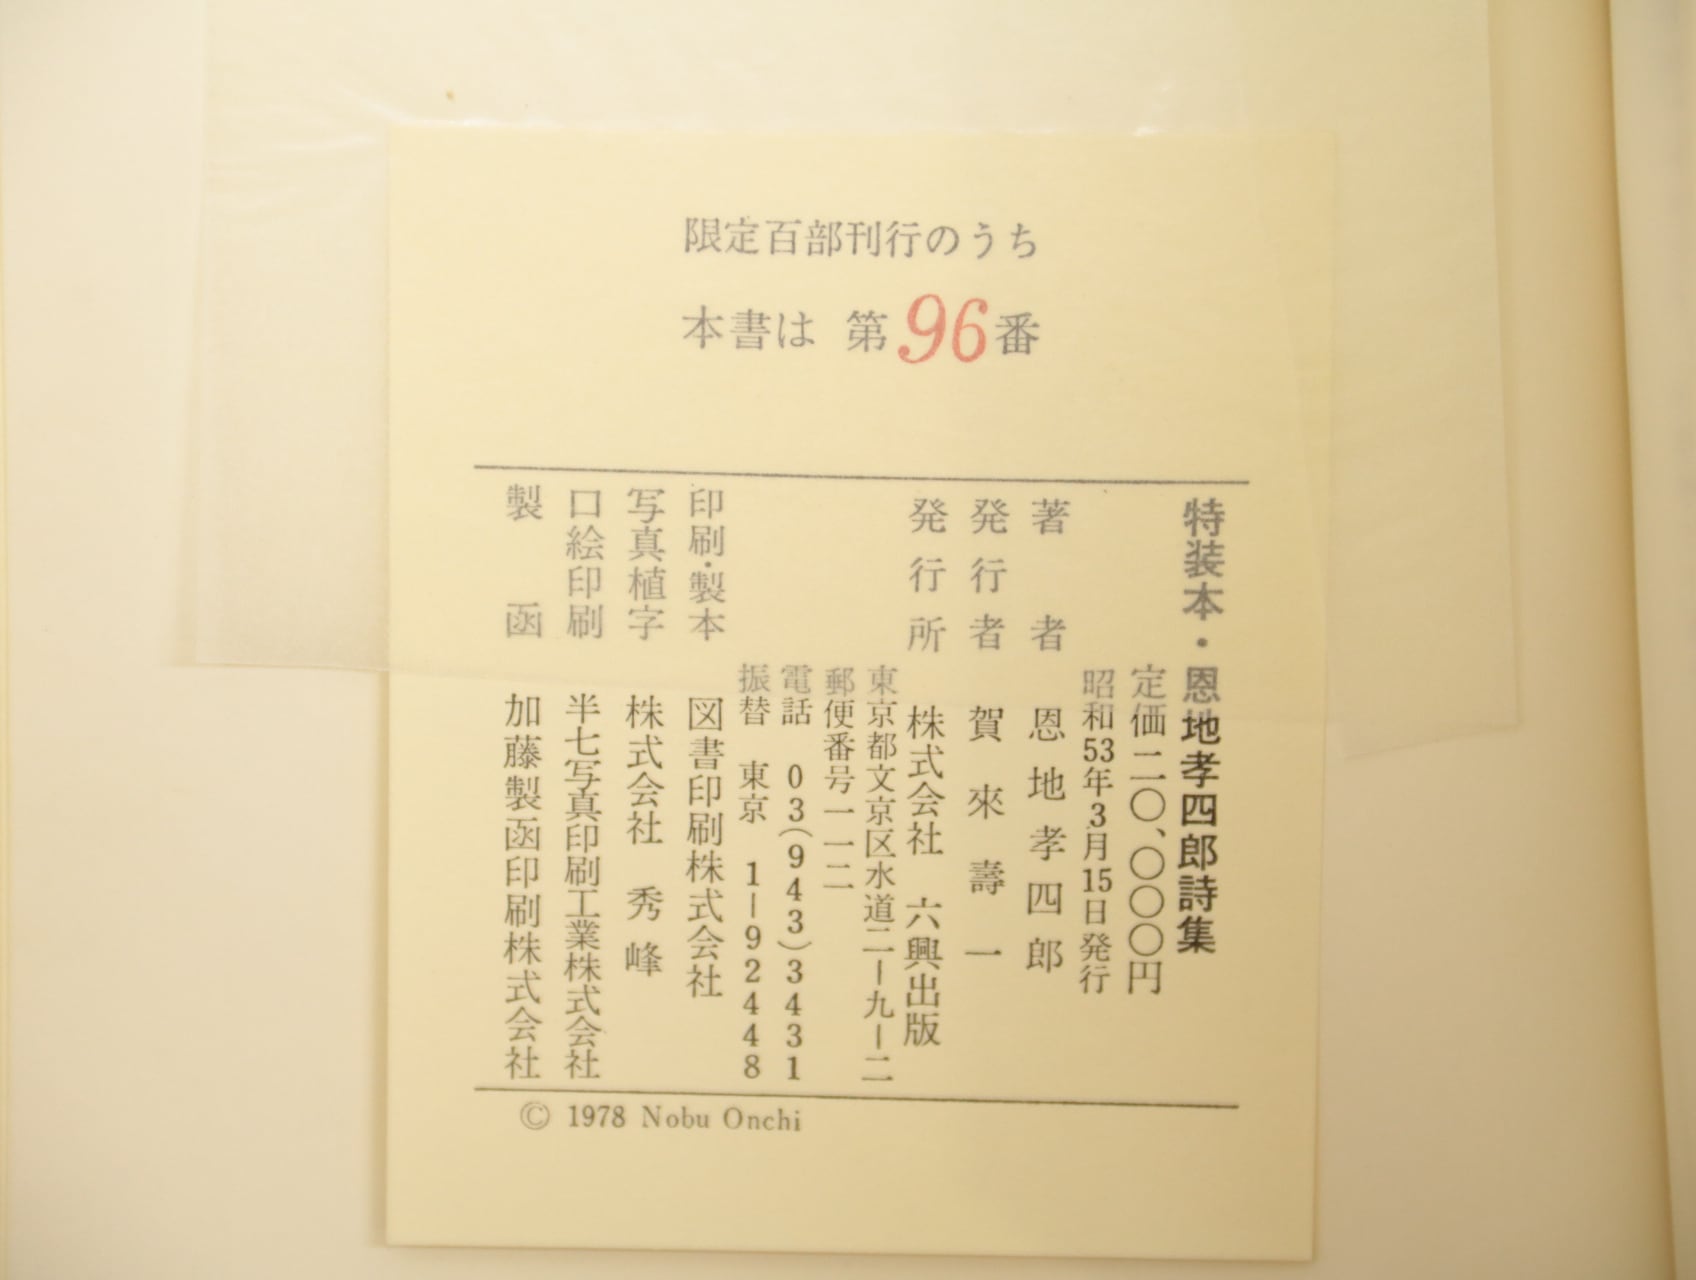 限定百部刊行のうち
本書は 第96番
特装本・恩地孝四郎詩集
定価二〇、〇〇〇円
昭和53年3月15日発行
著者 恩地孝四郎
発行者 賀來壽一
発行所 株式会社 六興出版
東京都文京区水道二ー九ー二
郵便番号一一二
電話 03(943)3431
振替 東京 1ー92448
印刷・製本 図書印刷株式会社
写真植字 株式会社 秀峰
口絵印刷 半七写真印刷工業株式会社
製函 加藤製函印刷株式会社
© 1978 Nobu Onchi